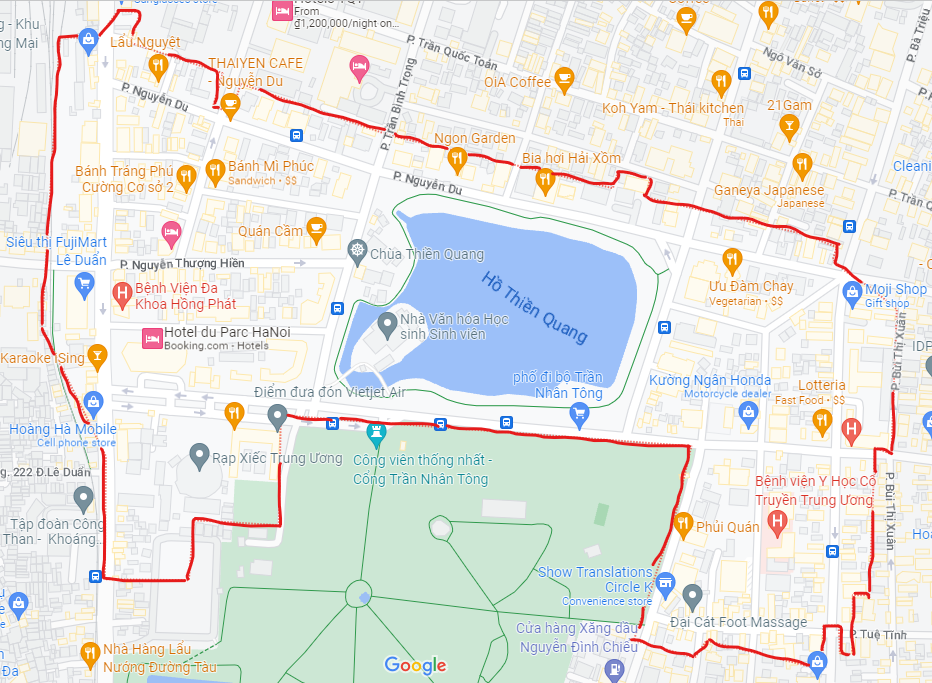 From
₫1,200,000/night on...
ng Mai
Lẩu Nguyệt
P. Trần Quốc Toản
P. Bà Triệu
Ngô Văn Sở
THAIYEN CAFE
- Nguyễn Du
P. Nguyễn Du
P. Trần Bình Trọng
OiA Coffee
Koh Yam - Thái kitchen
Thái
21Gam
Ngon Garden
Bia hơi Hải Xồm
Cleani
Bánh Tráng Phú
Cường Cơ sở 2
Bánh Mì Phúc
Sandwich • $$
P. Nguyễn Du
Ganeya Japanese
Japanese
P. Trần Q
Quán Cầm
Siêu thị FujiMart
Lê Duẩn
P. Nguyễn Thượng Hiền
Chùa Thiền Quang
Hồ Thiền Quang
Ưu Đàm Chay
Vegetarian • $$
Moji Shop
Gift shop
Bệnh Viện Đa
Khoa Hồng Phát
Nhà Văn hóa Học
sinh Sinh viên
Hotel du Parc HaNoi
Booking.com - Hotels
P. Bùi Thị Xuân
IDP
Karaoke ISing
phố đi bộ Trần
Nhân Tông
Kường Ngân Honda
Motorcycle dealer
Lotteria
Fast Food • $$
Điểm đưa đón Vietjet Air
Hoàng Hà Mobile
Cell phone store
Rạp Xiếc Trung Ương
Công viên thống nhất -
Cổng Trần Nhân Tông
ng. 222 Đ.Lê Duẩn
Bệnh viện Y Học Cổ
Truyền Trung Ương
P. Bùi Thị Xuân
Tập đoàn Công
Than - Khoáng...
Phủi Quán
Hoà
Show Translations
Circle K
Convenience store
Đại Cát Foot Massage
Cửa hàng Xăng dầu
Nguyễn Đình Chiểu
P. Tuệ Tĩnh
Nhà Hàng Lẩu
Nướng Đường Tàu
Đa
Google